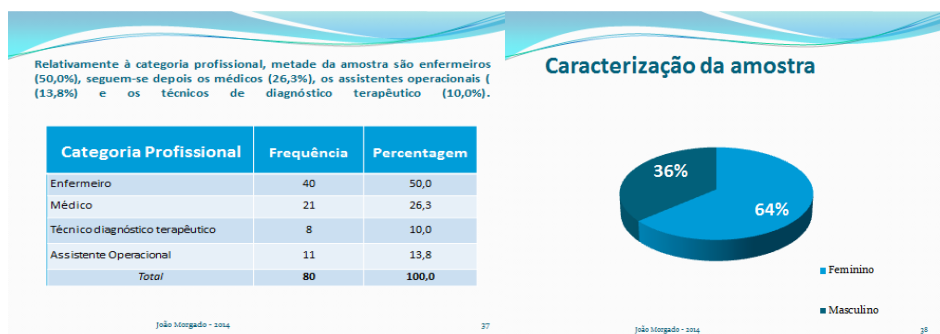 Relativamente à categoria profissional, metade da amostra são enfermeiros
(50,0%), seguem-se depois os médicos (26,3%), os assistentes operacionais (
(13,8%) e os técnicos de diagnóstico terapêutico (10,0%).
Categoria Profissional Frequência Percentagem
Enfermeiro 40 50,0
Médico 21 26,3
Técnico diagnóstico terapêutico 8 10,0
Assistente Operacional 11 13,8
Total 80 100,0
João Morgado - 2014 37
Caracterização da amostra
36%
64%
Feminino
Masculino
João Morgado - 2014 38